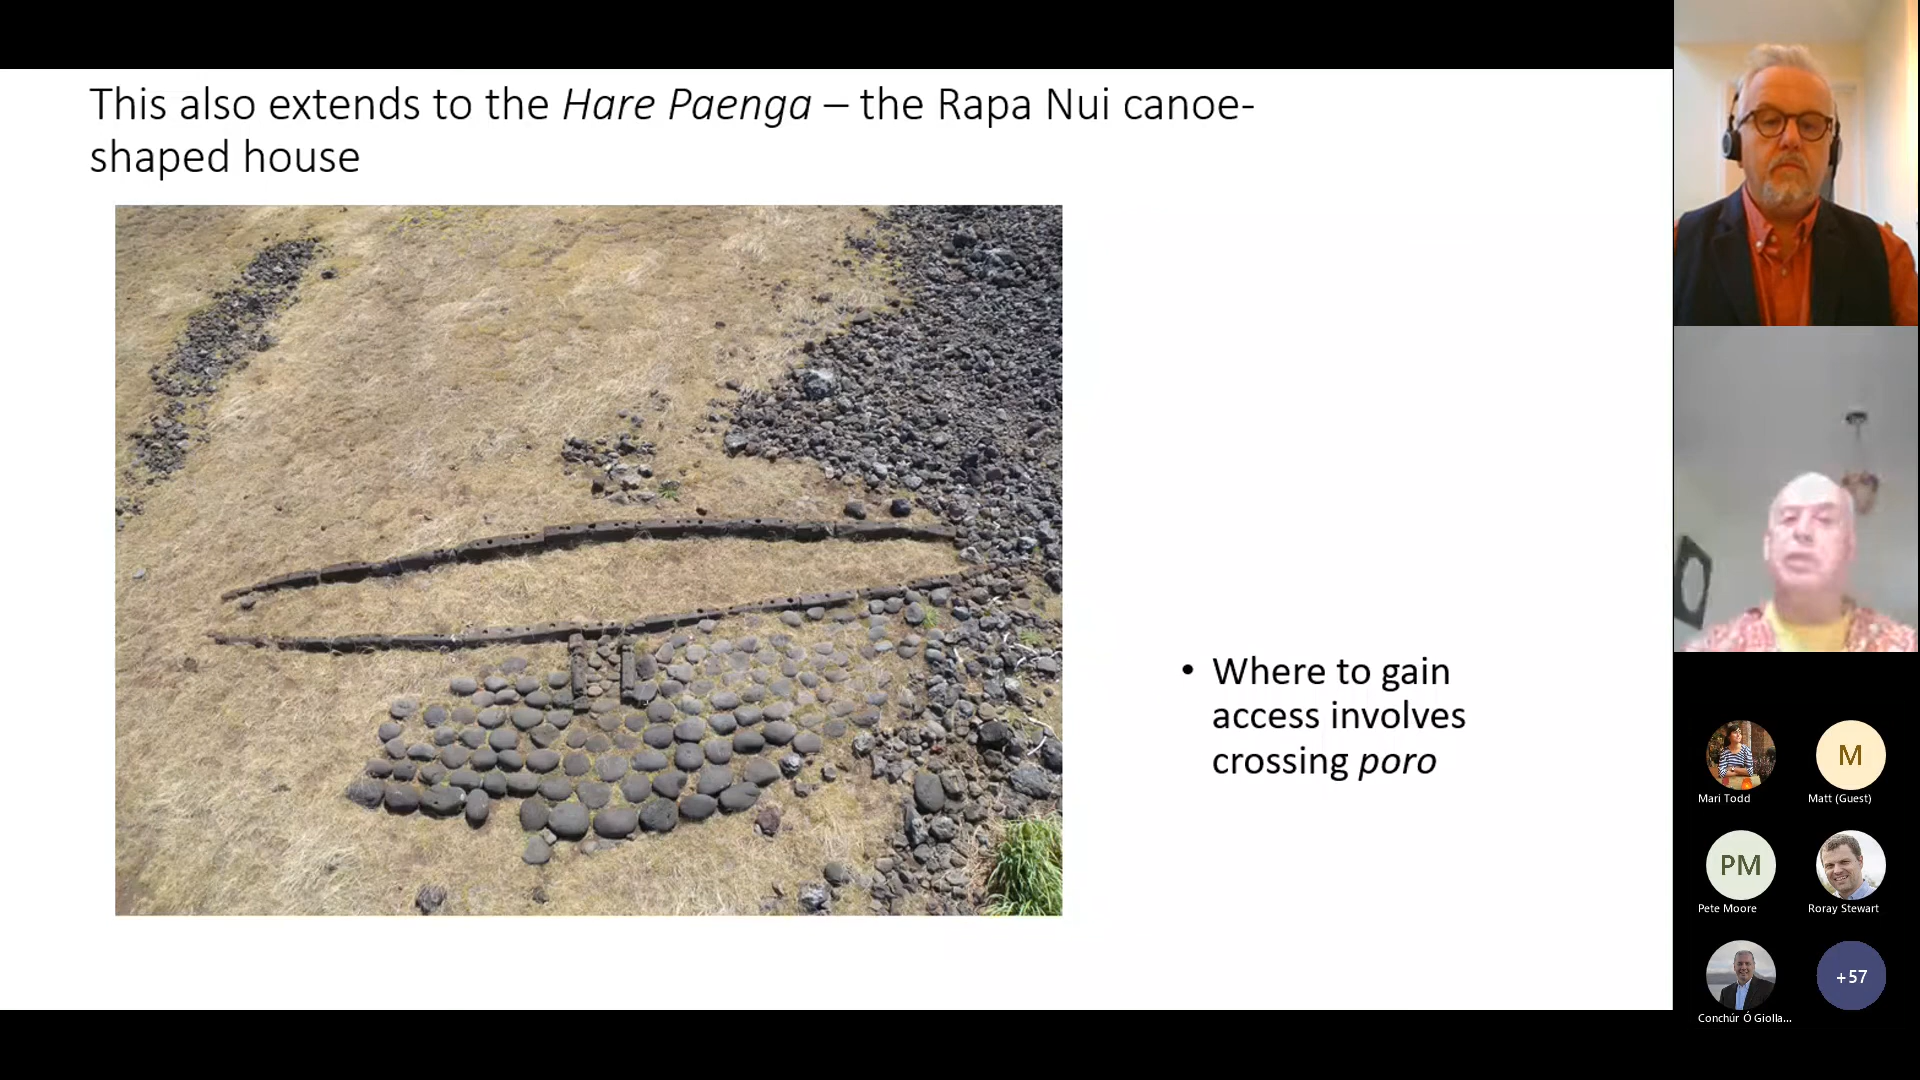 This also extends to the Hare Paenga – the Rapa Nui canoe-
shaped house
• Where to gain
access involves
crossing poro
Mari Todd
M
Matt (Guest)
PM
Pete Moore
Roray Stewart
Conchúr Ó Giolla...
+57